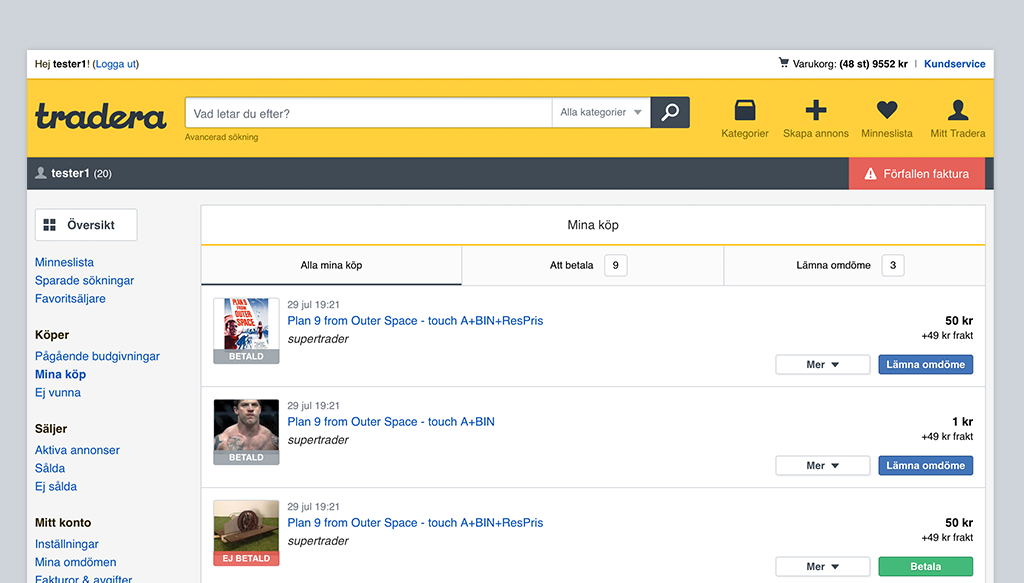 Hej tester1! (Logga ut)
Varukorg: (48 st) 9552 kr | Kundservice
tradera
Vad letar du efter?
Alla kategorier
Avancerad sökning
Kategorier
Skapa annons
Minneslista
Mitt Tradera
tester1 (20)
Förfallen faktura
Översikt
Minneslista
Sparade sökningar
Favoritsäljare
Köper
Pågående budgivningar
Mina köp
Ej vunna
Säljer
Aktiva annonser
Sålda
Ej sålda
Mitt konto
Inställningar
Mina omdömen
Fakturor & avgifter
Mina köp
Alla mina köp
Att betala 9
Lämna omdöme 3
PLAN 9
FROM
OUTER
SPACE
BETALD
29 jul 19:21
Plan 9 from Outer Space - touch A+BIN+ResPris
supertrader
50 kr
+49 kr frakt
Mer
Lämna omdöme
BETALD
29 jul 19:21
Plan 9 from Outer Space - touch A+BIN
supertrader
1 kr
+49 kr frakt
Mer
Lämna omdöme
EJ BETALD
29 jul 19:21
Plan 9 from Outer Space - touch A+BIN+ResPris
supertrader
50 kr
+49 kr frakt
Mer
Betala